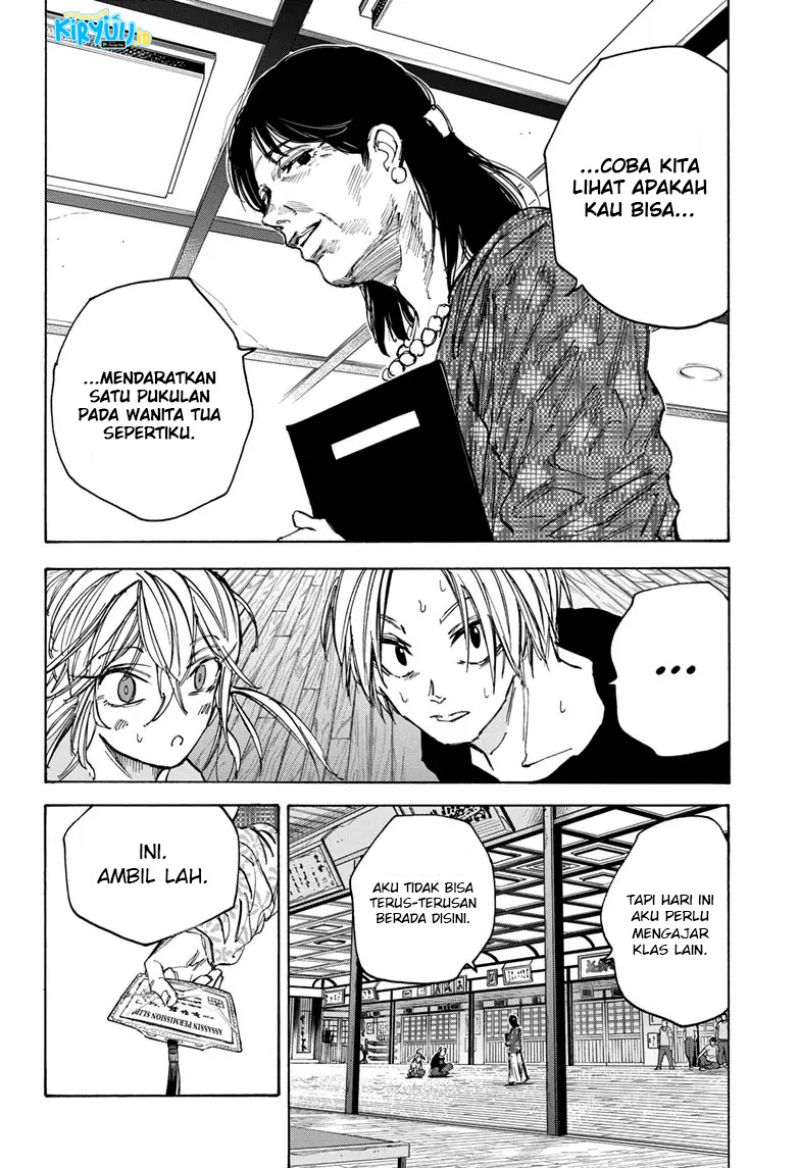 KIRYUU.ID
...COBA KITA
LIHAT APAKAH
KAU BISA...
...MENDARATKAN
SATU PUKULAN
PADA WANITA TUA
SEPERTIKU.
...
TAPI HARI INI
AKU PERLU
MENGAJAR
KLAS LAIN.
AKU TIDAK BISA
TERUS-TERUSAN
BERADA DISINI.
INI.
AMBIL LAH.
ASSASSIN PERMISSION SLIP